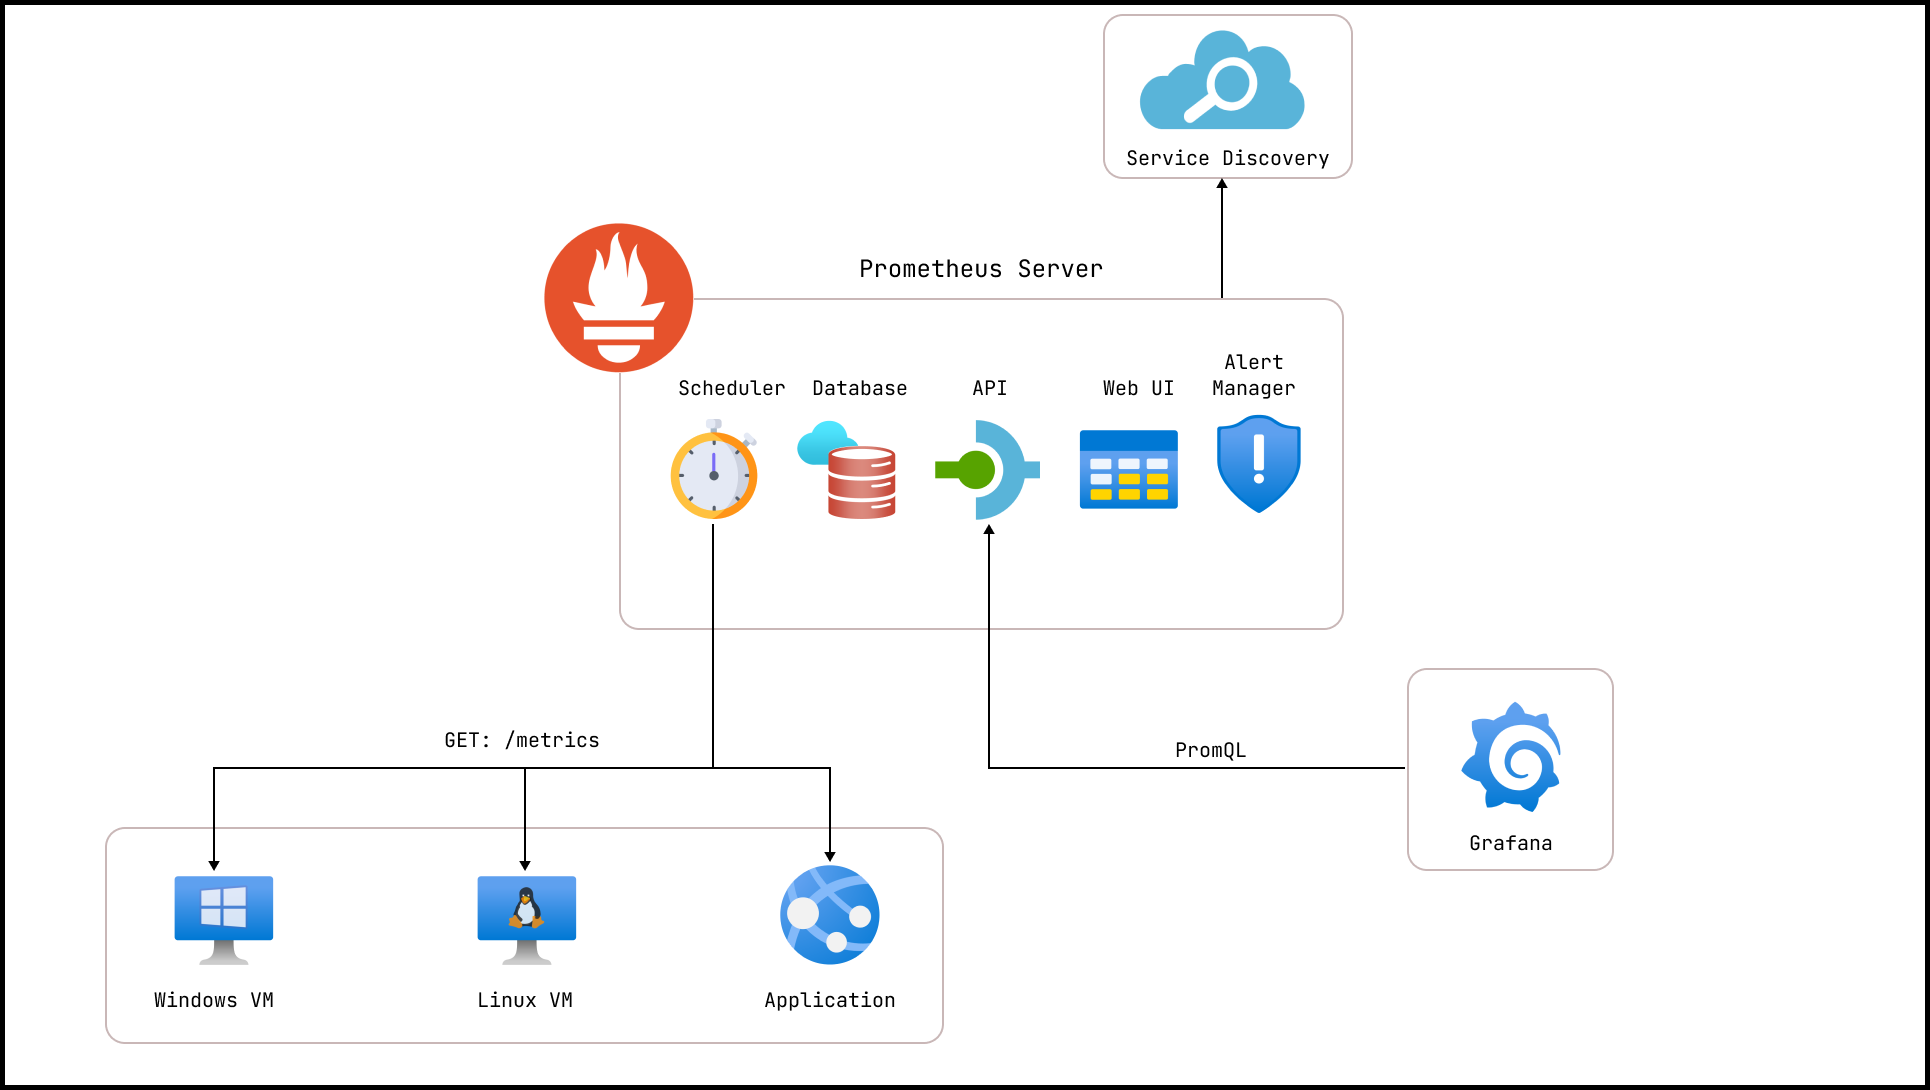 Service Discovery
Prometheus Server
Scheduler
Database
API
Web UI
Alert
Manager
GET: /metrics
PromQL
Grafana
Windows VM
Linux VM
Application